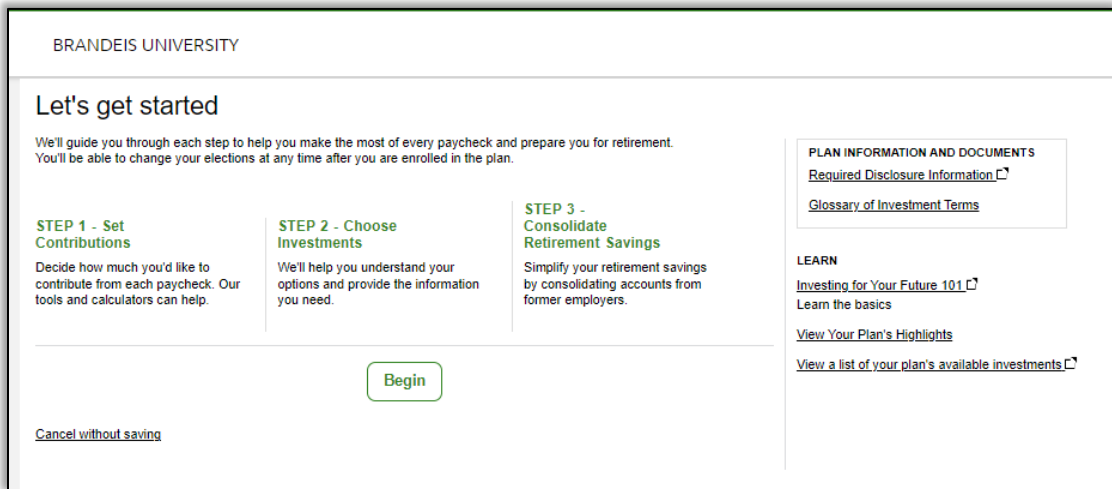 BRANDEIS UNIVERSITY
Let's get started
We'll guide you through each step to help you make the most of every paycheck and prepare you for retirement.
You'll be able to change your elections at any time after you are enrolled in the plan.
STEP 1 - Set
Contributions
Decide how much you'd like to
contribute from each paycheck. Our
tools and calculators can help.
STEP 2 - Choose
Investments
We'll help you understand your
options and provide the information
you need.
STEP 3 -
Consolidate
Retirement Savings
Simplify your retirement savings
by consolidating accounts from
former employers.
Begin
Cancel without saving
PLAN INFORMATION AND DOCUMENTS
Required Disclosure Information
Glossary of Investment Terms
LEARN
Investing for Your Future 101
Learn the basics
View Your Plan's Highlights
View a list of your plan's available investments